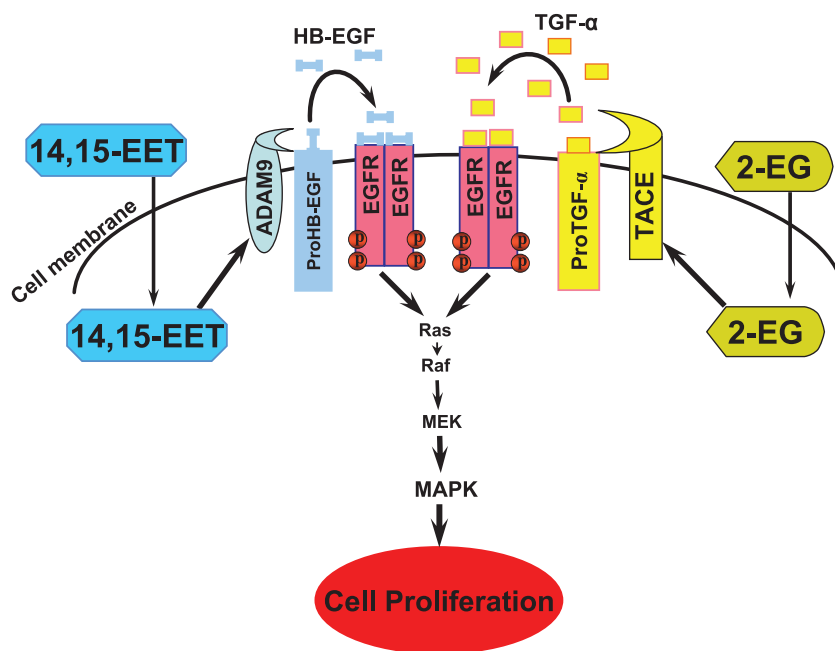 HB-EGF
TGF-α
14,15-EET
ADAM9
ProHB-EGF
EGFR
EGFR
EGFR
EGFR
ProTGF-α
TACE
2-EG
Cell membrane
p
p
p
p
p
p
p
p
14,15-EET
2-EG
Ras
Raf
MEK
MAPK
Cell Proliferation